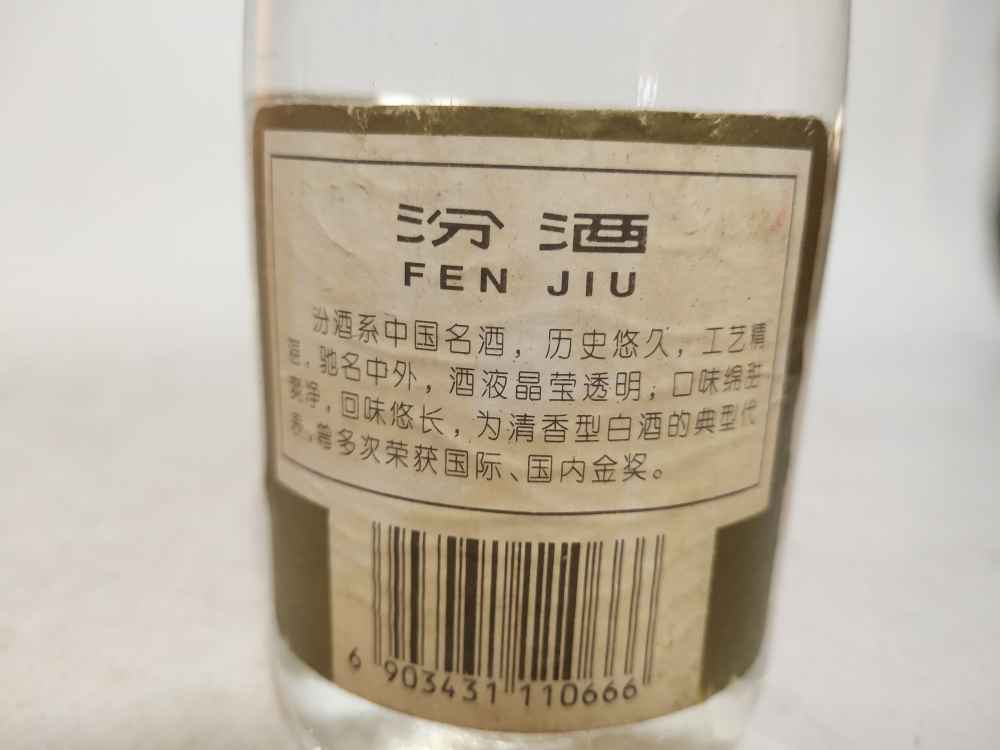 汾酒
FEN JIU
汾酒系中国名酒，历史悠久，工艺精
湛，驰名中外，酒液晶莹透明，口味绵甜
爽净，回味悠长，为清香型白酒的典型代
表，曾多次荣获国际、国内金奖。
6 903431 110666